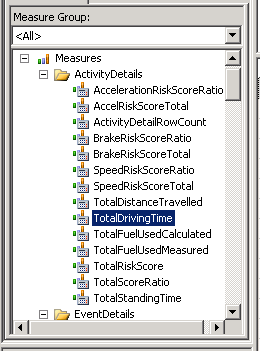 Measure Group:
<All>
Measures
ActivityDetails
AccelerationRiskScoreRatio
AccelRiskScoreTotal
ActivityDetailRowCount
BrakeRiskScoreRatio
BrakeRiskScoreTotal
SpeedRiskScoreRatio
SpeedRiskScoreTotal
TotalDistanceTravelled
TotalDrivingTime
TotalFuelUsedCalculated
TotalFuelUsedMeasured
TotalRiskScore
TotalScoreRatio
TotalStandingTime
EventDetails